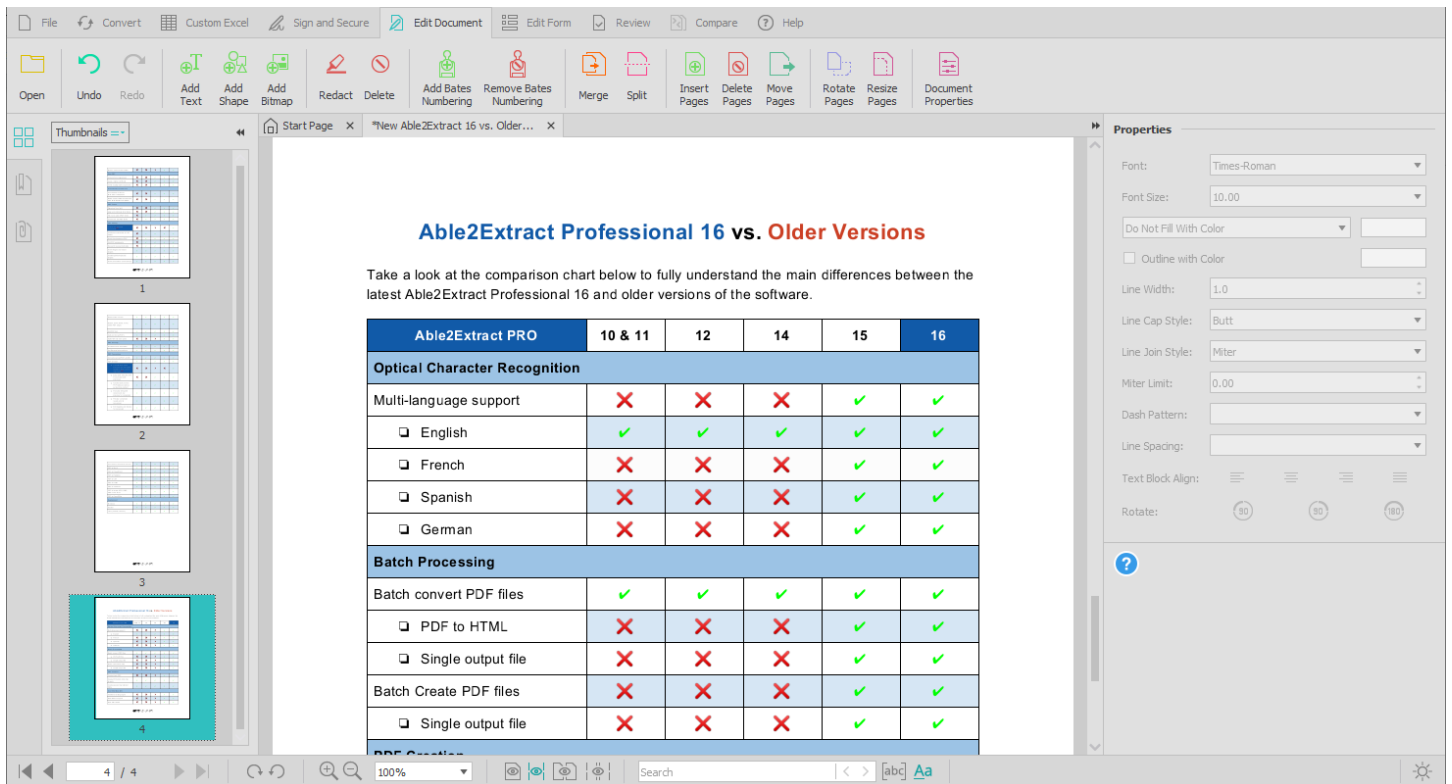 File Convert Custom Excel Sign and Secure Edit Document Edit Form Review Compare Help
Open Undo Redo Add Text Add Shape Add Bitmap Redact Delete Add Bates Numbering Remove Bates Numbering Merge Split Insert Pages Delete Pages Move Pages Rotate Pages Resize Pages Document Properties
Thumbnails
Start Page X *New Able2Extract 16 vs. Older... X
1
2
3
4
Able2Extract Professional 16 vs. Older Versions
Take a look at the comparison chart below to fully understand the main differences between the
latest Able2Extract Professional 16 and older versions of the software.
Able2Extract PRO 10 & 11 12 14 15 16
Optical Character Recognition
Multi-language support
English
French
Spanish
German
Batch Processing
Batch convert PDF files
PDF to HTML
Single output file
Batch Create PDF files
Single output file
PDF Creation
Properties
Font: Times-Roman
Font Size: 10.00
Do Not Fill With Color
Outline with Color
Line Width: 1.0
Line Cap Style: Butt
Line Join Style: Miter
Miter Limit: 0.00
Dash Pattern:
Line Spacing:
Text Block Align:
Rotate: 90 90 180
?
4 / 4 100% Search [abc] Aa